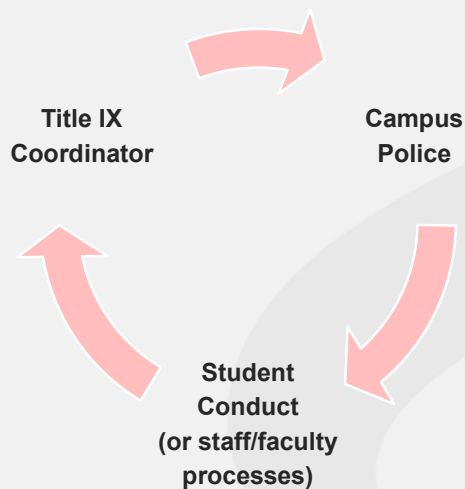 Title IX
Coordinator
Campus
Police
Student
Conduct
(or staff/faculty
processes)